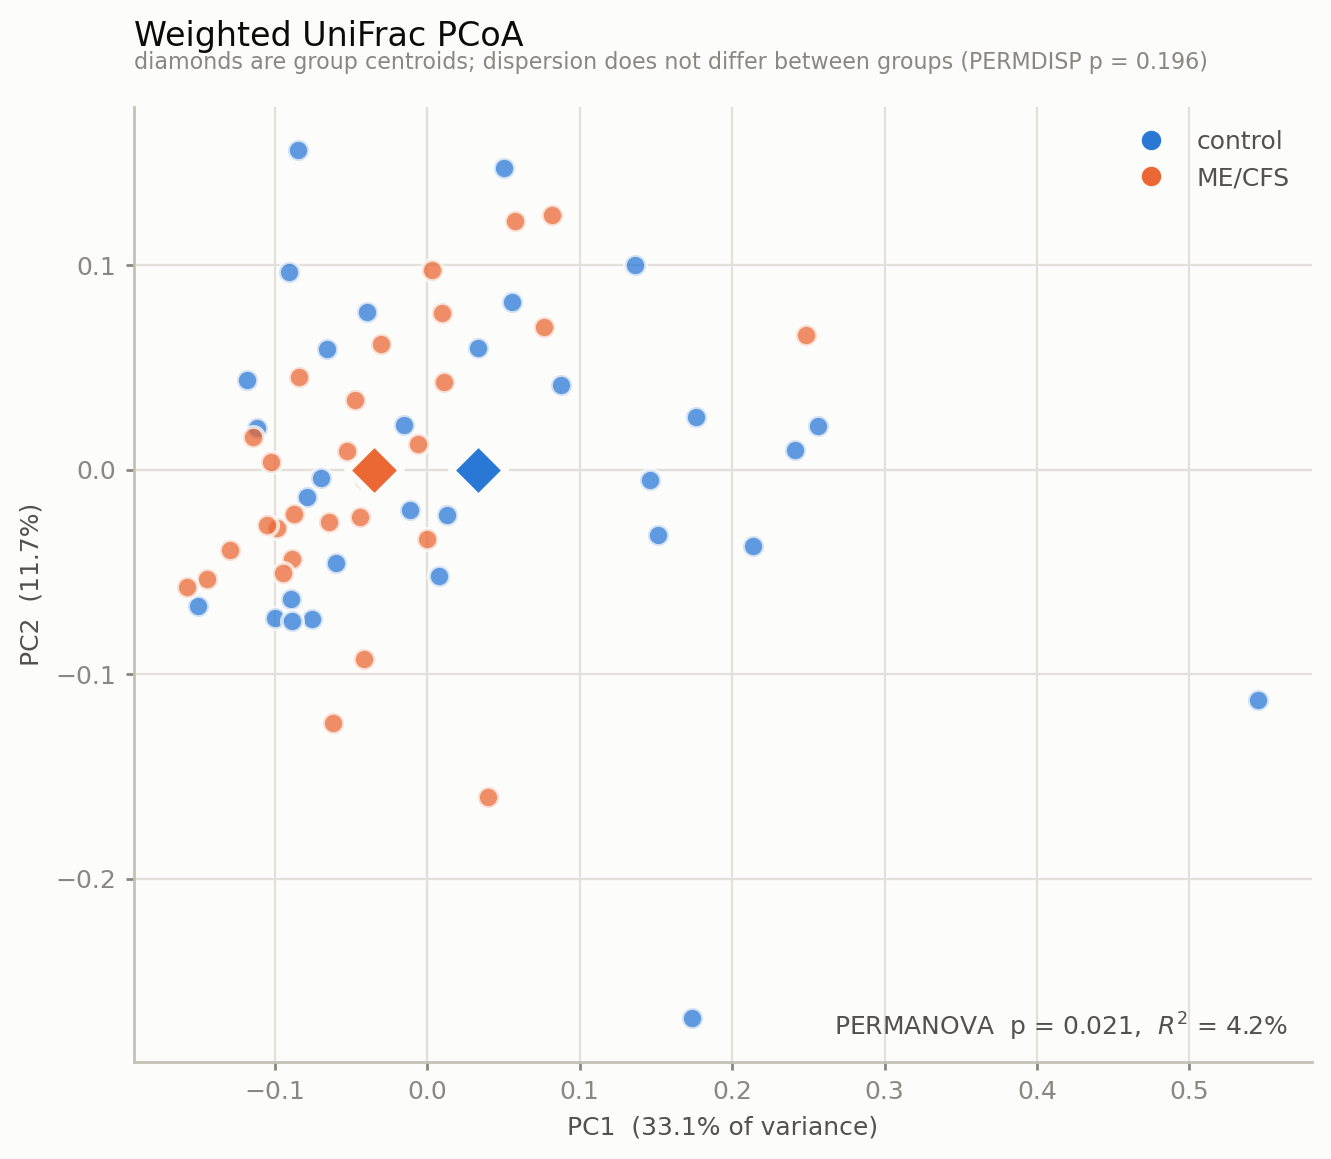 Weighted UniFrac PCoA
diamonds are group centroids; dispersion does not differ between groups (PERMDISP p = 0.196)
control
ME/CFS
0.1
0.0
−0.1
−0.2
PC2 (11.7%)
PERMANOVA p = 0.021, R² = 4.2%
−0.1 0.0 0.1 0.2 0.3 0.4 0.5
PC1 (33.1% of variance)